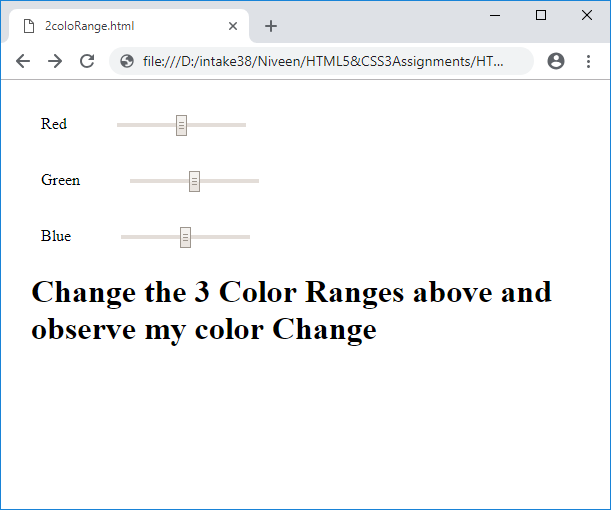 2coloRange.html
file:///D:/intake38/Niveen/HTML5&CSS3Assignments/HT...
Red
Green
Blue
Change the 3 Color Ranges above and
observe my color Change